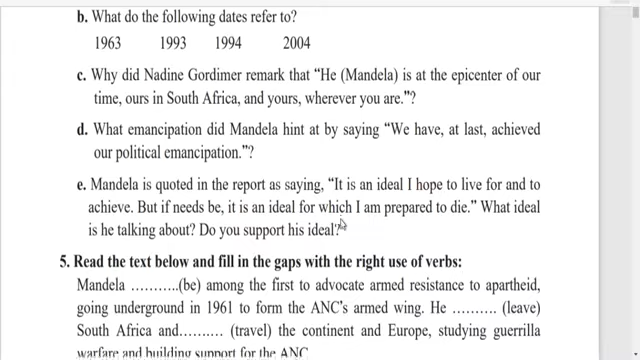 b. What do the following dates refer to?
1963 1993 1994 2004
c. Why did Nadine Gordimer remark that “He (Mandela) is at the epicenter of our
time, ours in South Africa, and yours, wherever you are.”?
d. What emancipation did Mandela hint at by saying “We have, at last, achieved
our political emancipation.”?
e. Mandela is quoted in the report as saying, “It is an ideal I hope to live for and to
achieve. But if needs be, it is an ideal for which I am prepared to die.” What ideal
is he talking about? Do you support his ideal?
5. Read the text below and fill in the gaps with the right use of verbs:
Mandela ………..(be) among the first to advocate armed resistance to apartheid,
going underground in 1961 to form the ANC’s armed wing. He ………. (leave)
South Africa and………. (travel) the continent and Europe, studying guerrilla
warfare and building support for the ANC.